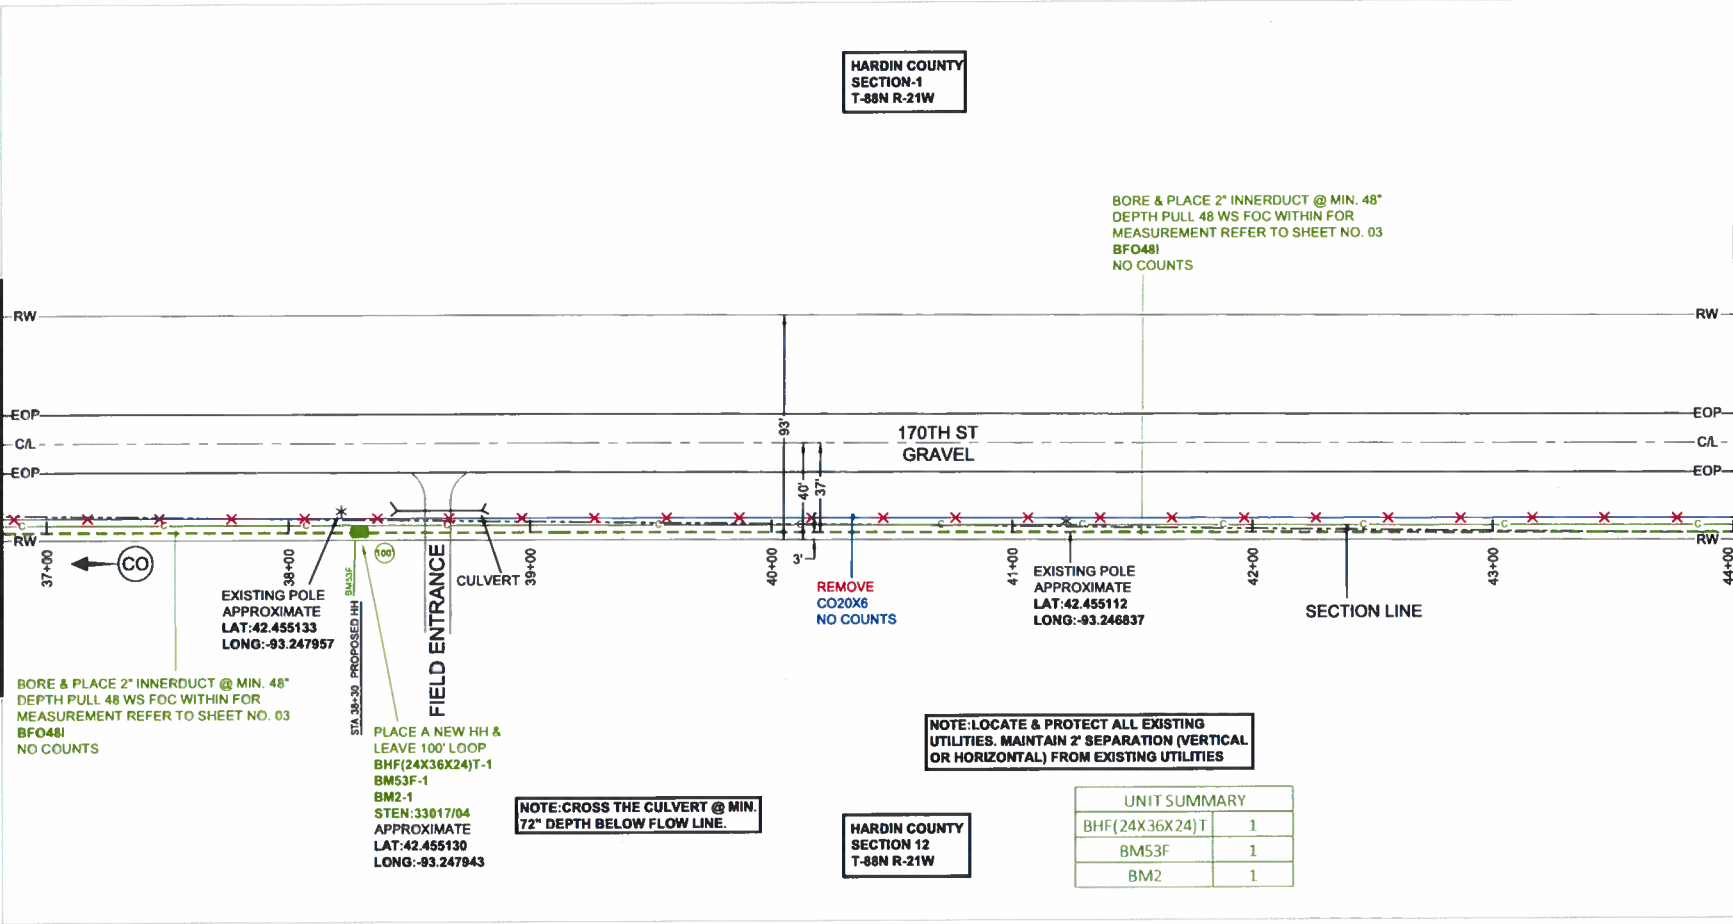 HARDIN COUNTY
SECTION-1
T-88N R-21W
BORE & PLACE 2" INNERDUCT @ MIN. 48"
DEPTH PULL 48 WS FOC WITHIN FOR
MEASUREMENT REFER TO SHEET NO. 03
BFO48I
NO COUNTS
RW
RW
EOP
EOP
C/L
C/L
EOP
EOP
93'
170TH ST
GRAVEL
40'
37'
3'
C
C
C
C
C
C
C
C
C
C
RW
RW
37+00
38+00
39+00
40+00
41+00
42+00
43+00
44+00
CO
100
BM53F
STA 38+30 PROPOSED HH
FIELD ENTRANCE
CULVERT
EXISTING POLE
APPROXIMATE
LAT:42.455133
LONG:-93.247957
REMOVE
CO20X6
NO COUNTS
EXISTING POLE
APPROXIMATE
LAT:42.455112
LONG:-93.246837
SECTION LINE
BORE & PLACE 2" INNERDUCT @ MIN. 48"
DEPTH PULL 48 WS FOC WITHIN FOR
MEASUREMENT REFER TO SHEET NO. 03
BFO48I
NO COUNTS
PLACE A NEW HH &
LEAVE 100' LOOP
BHF(24X36X24)T-1
BM53F-1
BM2-1
STEN:33017/04
APPROXIMATE
LAT:42.455130
LONG:-93.247943
NOTE:CROSS THE CULVERT @ MIN.
72" DEPTH BELOW FLOW LINE.
NOTE:LOCATE & PROTECT ALL EXISTING
UTILITIES. MAINTAIN 2' SEPARATION (VERTICAL
OR HORIZONTAL) FROM EXISTING UTILITIES
HARDIN COUNTY
SECTION 12
T-88N R-21W
UNIT SUMMARY
BHF(24X36X24)T 1
BM53F 1
BM2 1